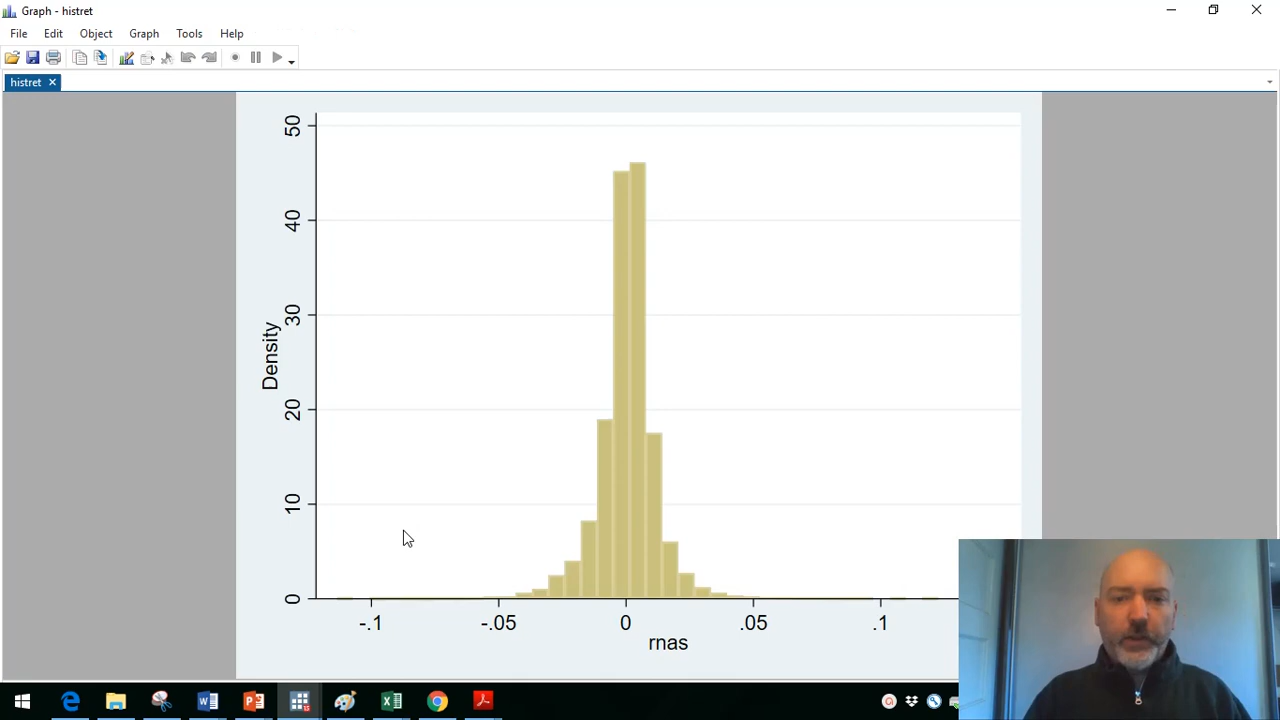 Graph - histret
File Edit Object Graph Tools Help
histret
50
40
30
20
10
0
Density
-.1 -.05 0 .05 .1
rnas